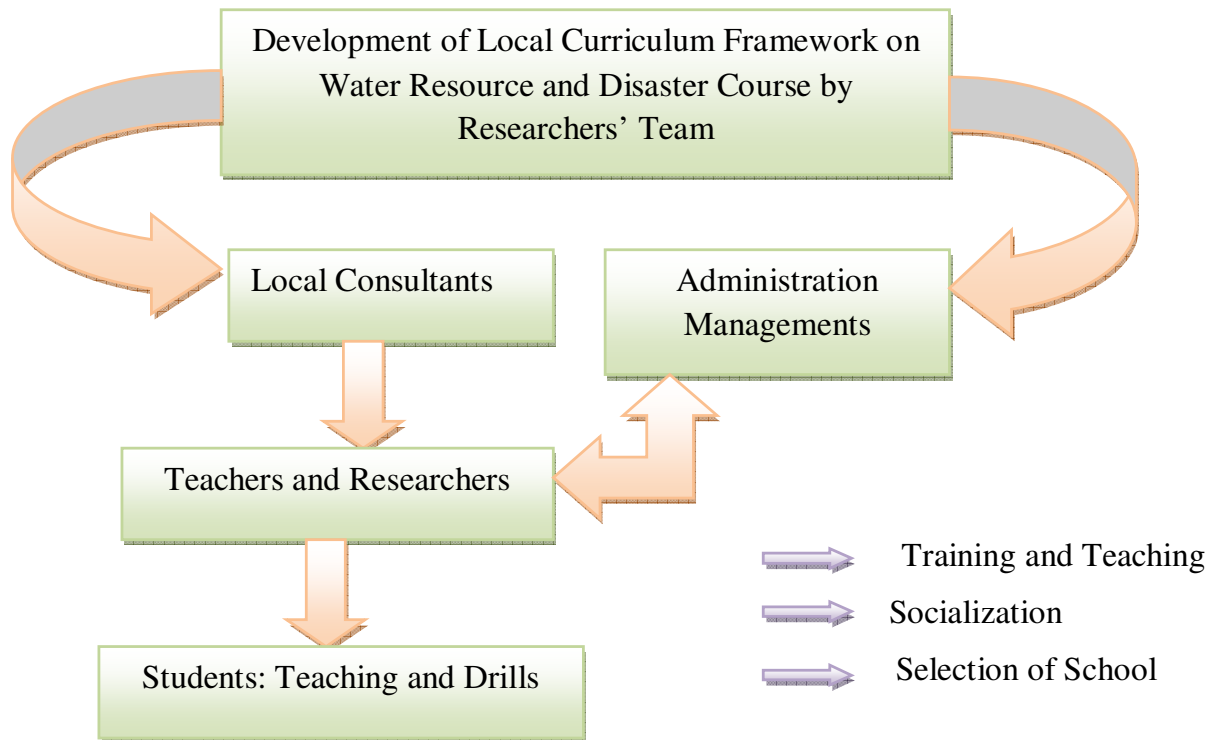 Development of Local Curriculum Framework on
Water Resource and Disaster Course by
Researchers’ Team
Local Consultants
Administration
Managements
Teachers and Researchers
Students: Teaching and Drills
Training and Teaching
Socialization
Selection of School